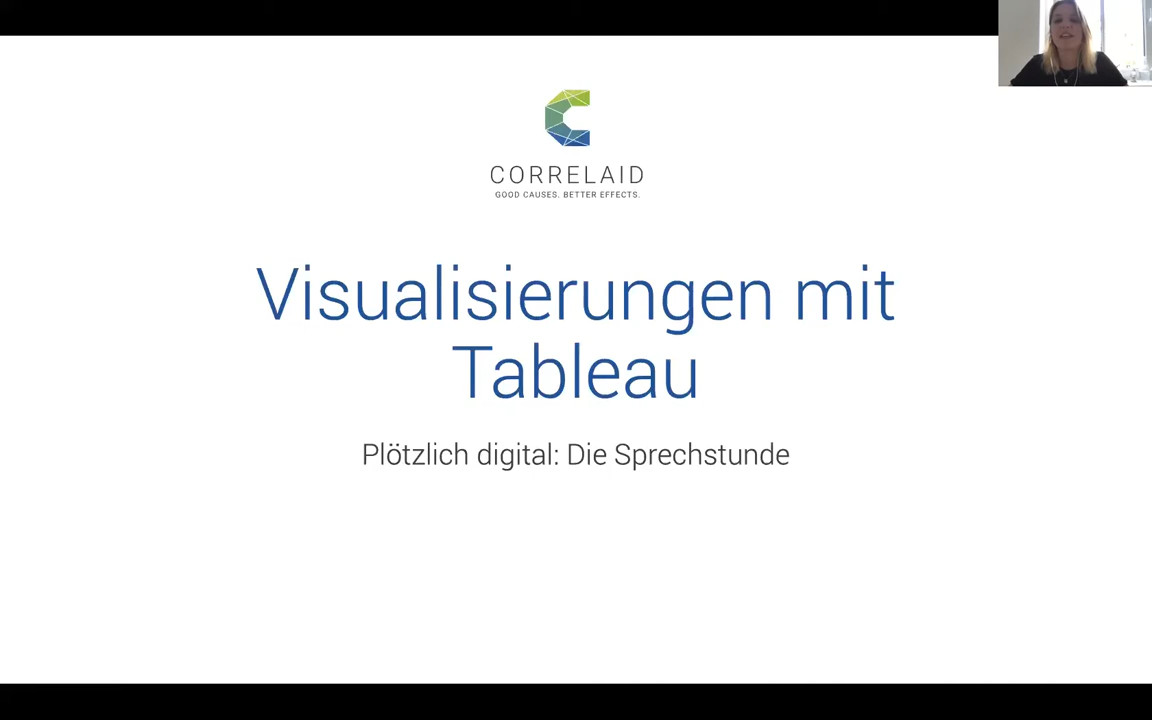 CORRELAID
GOOD CAUSES. BETTER EFFECTS.
Visualisierungen mit
Tableau
Plötzlich digital: Die Sprechstunde